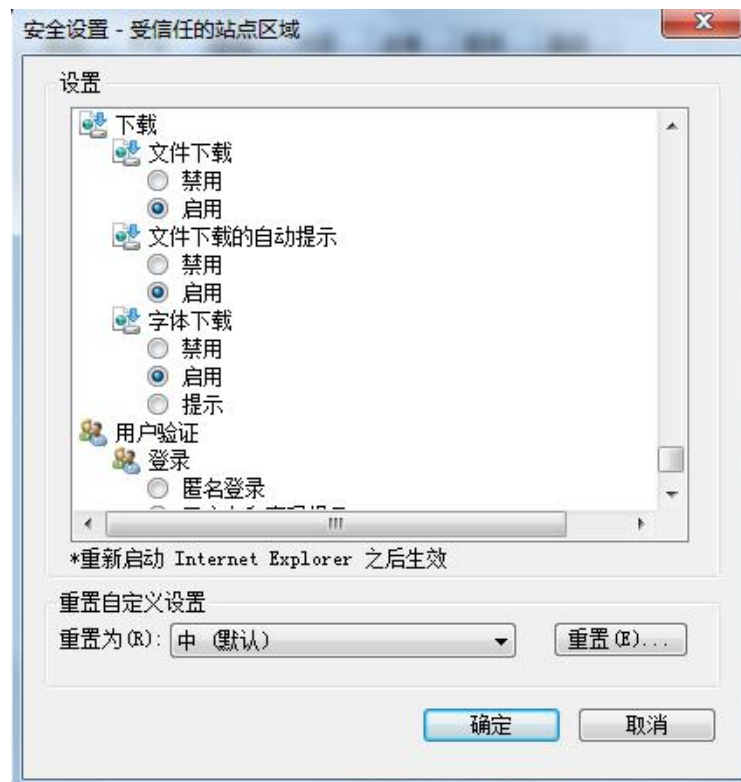 安全设置 - 受信任的站点区域
设置
下载
文件下载
禁用
启用
文件下载的自动提示
禁用
启用
字体下载
禁用
启用
提示
用户验证
登录
匿名登录
*重新启动 Internet Explorer 之后生效
重置自定义设置
重置为(R): 中 (默认) 重置(E)...
确定 取消